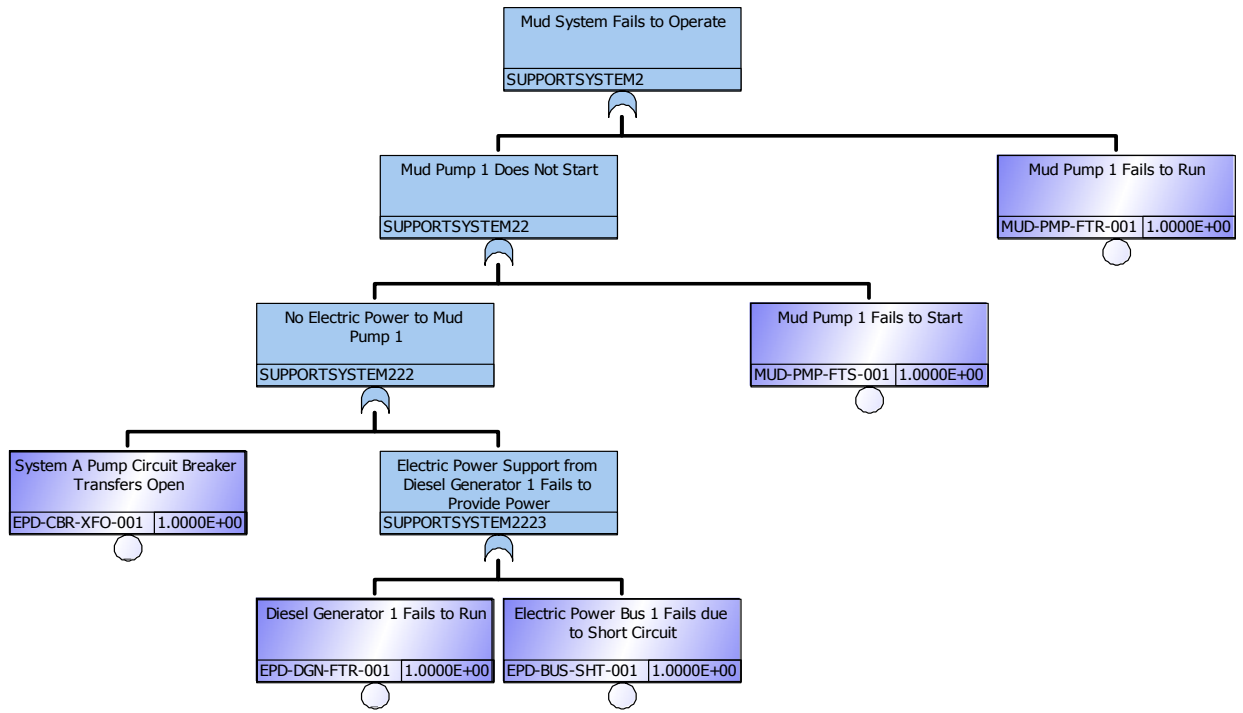 Mud System Fails to Operate
SUPPORTSYSTEM2
Mud Pump 1 Does Not Start
SUPPORTSYSTEM22
Mud Pump 1 Fails to Run
MUD-PMP-FTR-001 1.0000E+00
No Electric Power to Mud
Pump 1
SUPPORTSYSTEM222
Mud Pump 1 Fails to Start
MUD-PMP-FTS-001 1.0000E+00
System A Pump Circuit Breaker
Transfers Open
EPD-CBR-XFO-001 1.0000E+00
Electric Power Support from
Diesel Generator 1 Fails to
Provide Power
SUPPORTSYSTEM2223
Diesel Generator 1 Fails to Run
EPD-DGN-FTR-001 1.0000E+00
Electric Power Bus 1 Fails due
to Short Circuit
EPD-BUS-SHT-001 1.0000E+00